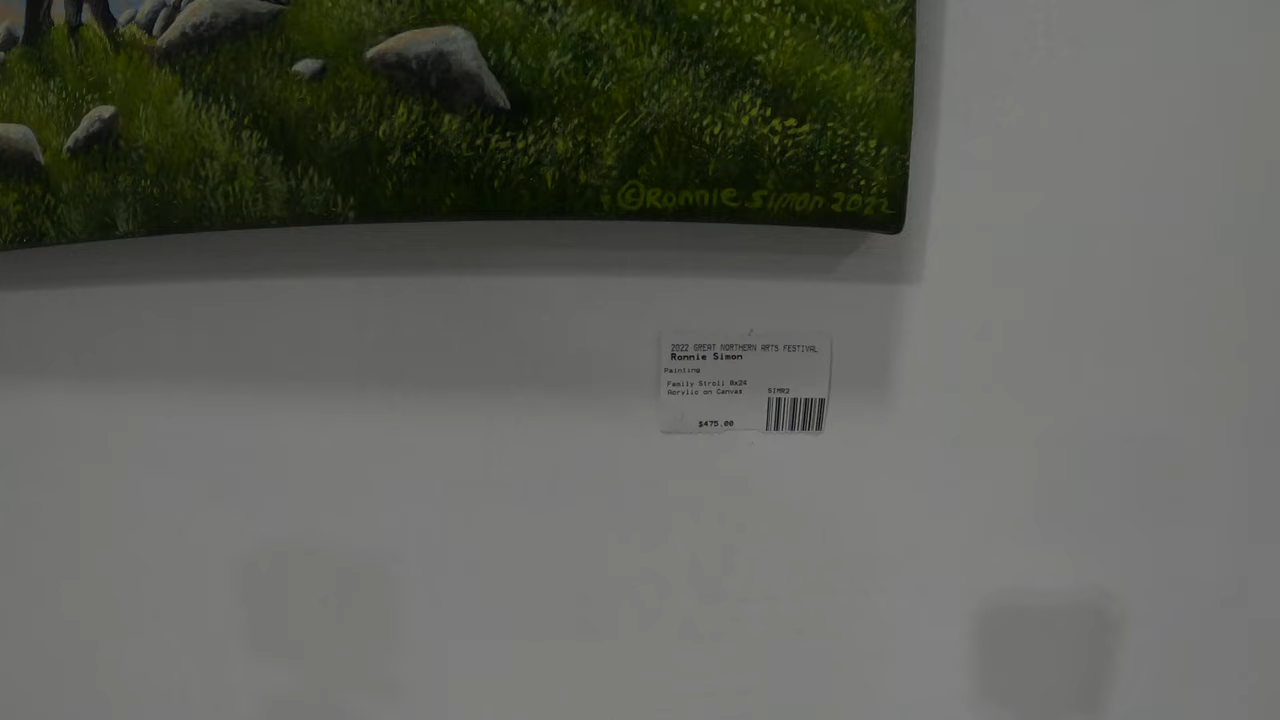 ©Ronnie Simon 2022
2022 GREAT NORTHERN ARTS FESTIVAL
Ronnie Simon
Painting
Family Stroll 8x24
Acrylic on Canvas SIMR2
$475.00